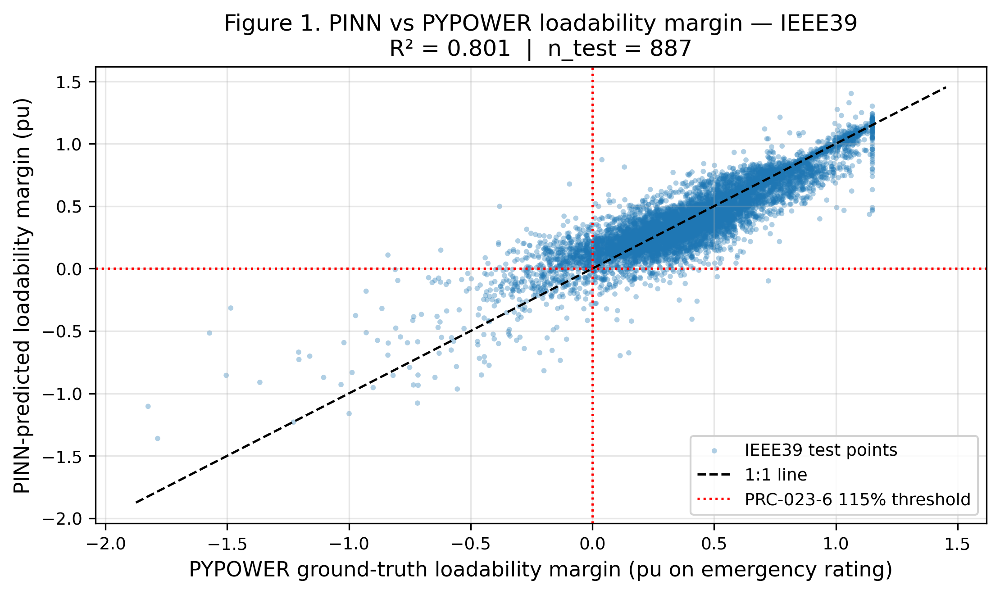 Figure 1. PINN vs PYPOWER loadability margin — IEEE39
R² = 0.801 | n_test = 887
PINN-predicted loadability margin (pu)
1.5
1.0
0.5
0.0
−0.5
−1.0
−1.5
−2.0
IEEE39 test points
1:1 line
PRC-023-6 115% threshold
−2.0 −1.5 −1.0 −0.5 0.0 0.5 1.0 1.5
PYPOWER ground-truth loadability margin (pu on emergency rating)